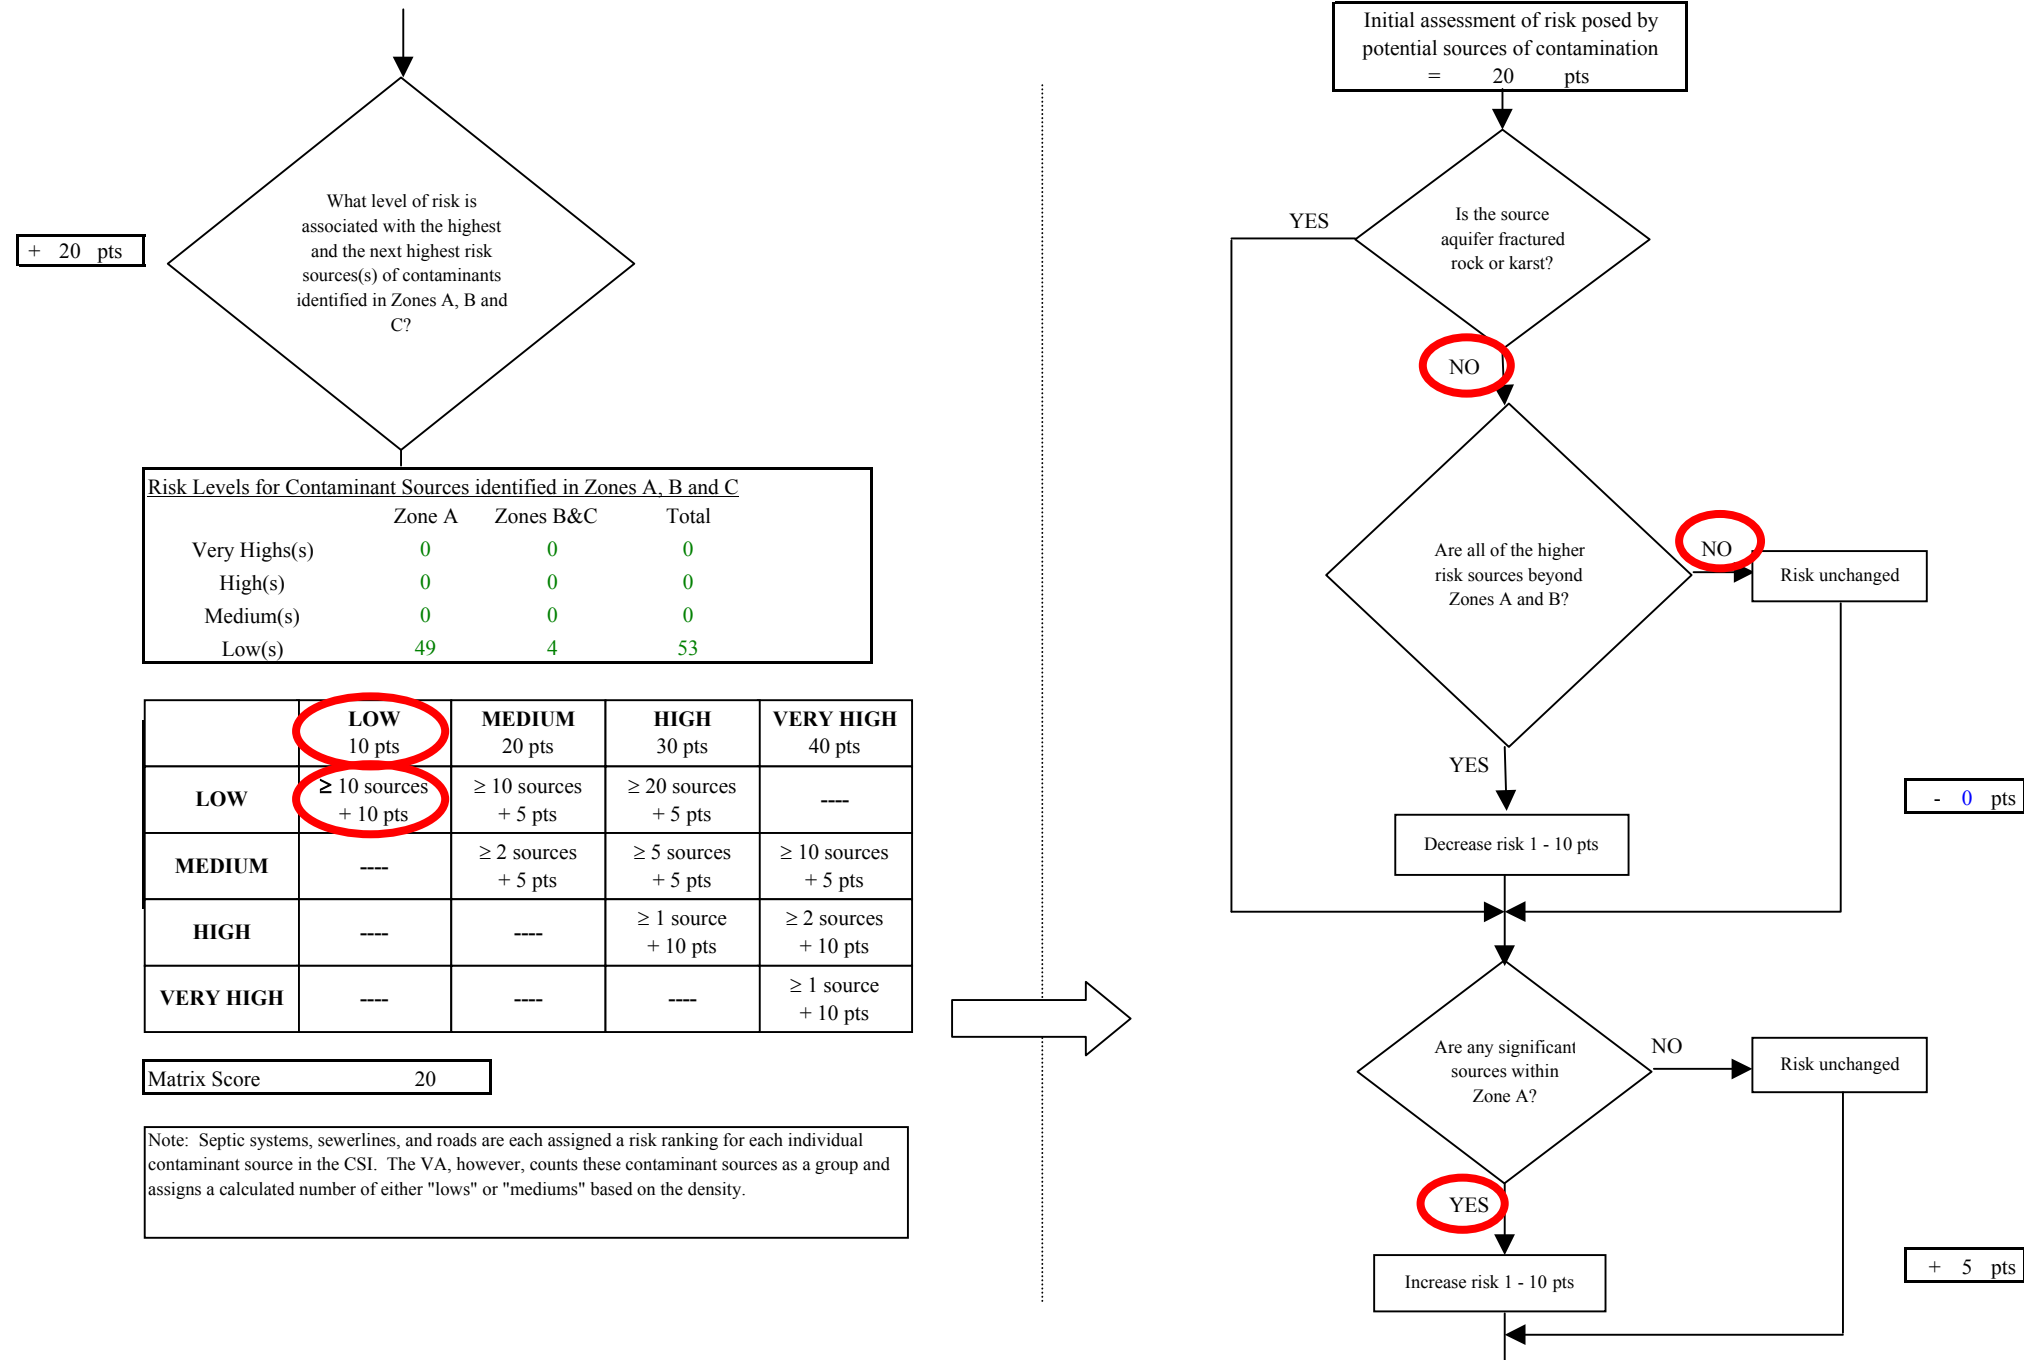 What level of risk is
associated with the highest
and the next highest risk
sources(s) of contaminants
identified in Zones A, B and
C?
+ 20 pts
Risk Levels for Contaminant Sources identified in Zones A, B and C
Zone A Zones B&C Total
Very Highs(s) 0 0 0
High(s) 0 0 0
Medium(s) 0 0 0
Low(s) 49 4 53
LOW MEDIUM HIGH VERY HIGH
10 pts 20 pts 30 pts 40 pts
LOW ≥ 10 sources ≥ 10 sources ≥ 20 sources ----
+ 10 pts + 5 pts + 5 pts
MEDIUM ---- ≥ 2 sources ≥ 5 sources ≥ 10 sources
+ 5 pts + 5 pts + 5 pts
HIGH ---- ---- ≥ 1 source ≥ 2 sources
+ 10 pts + 10 pts
VERY HIGH ---- ---- ---- ≥ 1 source
+ 10 pts
Matrix Score 20
Note: Septic systems, sewerlines, and roads are each assigned a risk ranking for each individual
contaminant source in the CSI. The VA, however, counts these contaminant sources as a group and
assigns a calculated number of either "lows" or "mediums" based on the density.
Initial assessment of risk posed by
potential sources of contamination
= 20 pts
Is the source
aquifer fractured
rock or karst?
YES
NO
Are all of the higher
risk sources beyond
Zones A and B?
NO
Risk unchanged
YES
Decrease risk 1 - 10 pts
- 0 pts
Are any significant
sources within
Zone A?
NO
Risk unchanged
YES
Increase risk 1 - 10 pts
+ 5 pts